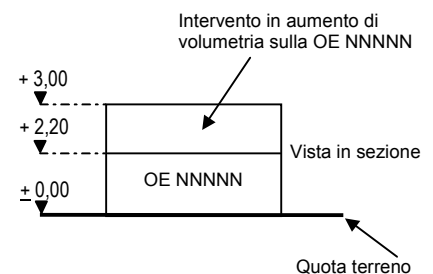 Intervento in aumento di
volumetria sulla OE NNNNN
+ 3,00
+ 2,20
Vista in sezione
OE NNNNN
± 0,00
Quota terreno